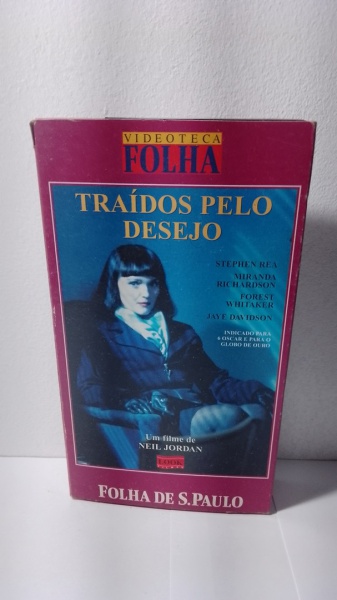 VIDEOTECA
FOLHA
TRAÍDOS PELO
DESEJO
STEPHEN REA
MIRANDA
RICHARDSON
FOREST
WHITAKER
JAYE DAVIDSON
INDICADO PARA
6 OSCAR E PARA O
GLOBO DE OURO
Um filme de
NEIL JORDAN
LOOK
FOLHA DE S.PAULO